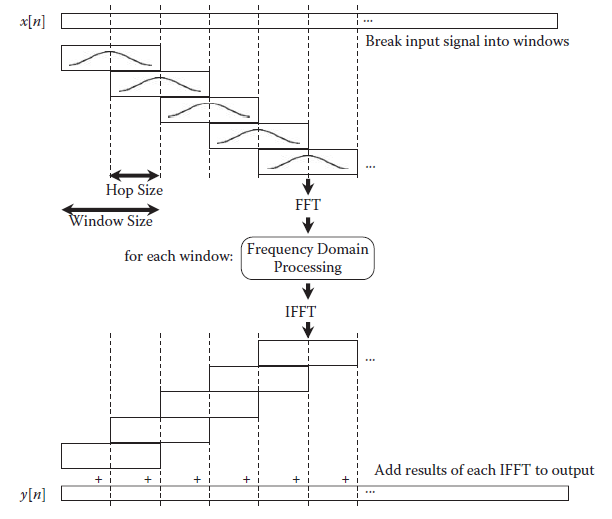 x[n]
...
Break input signal into windows
...
Hop Size
Window Size
FFT
for each window:
Frequency Domain
Processing
IFFT
...
Add results of each IFFT to output
+ + + + + +
y[n]
...